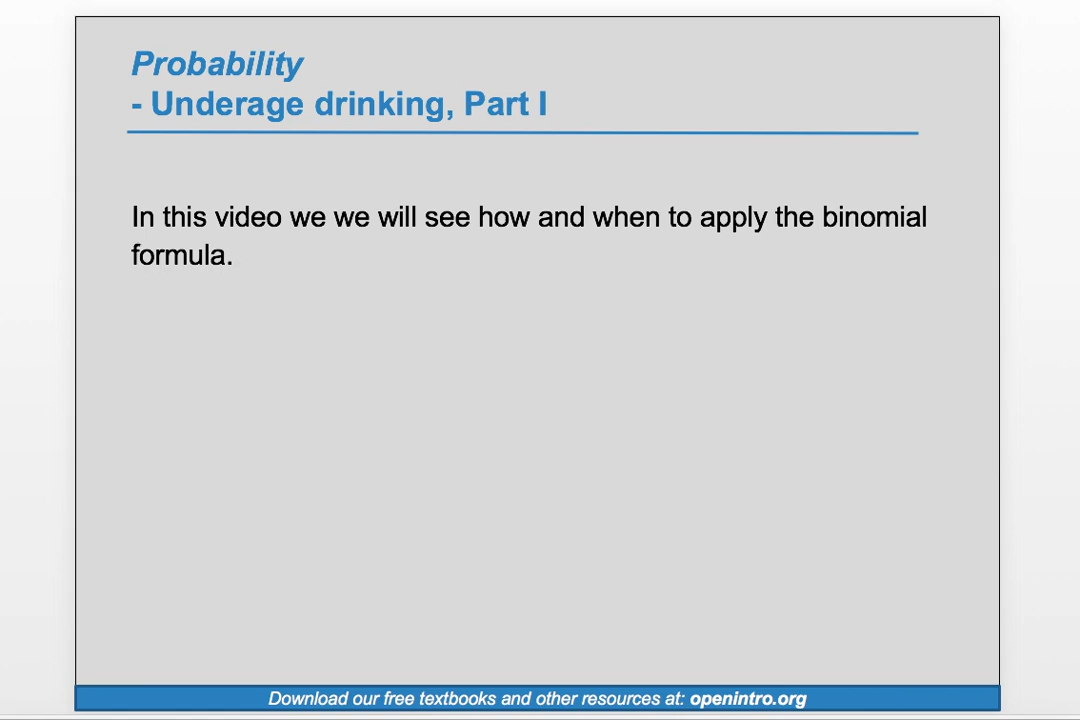 Probability
- Underage drinking, Part I
In this video we we will see how and when to apply the binomial
formula.
Download our free textbooks and other resources at: openintro.org